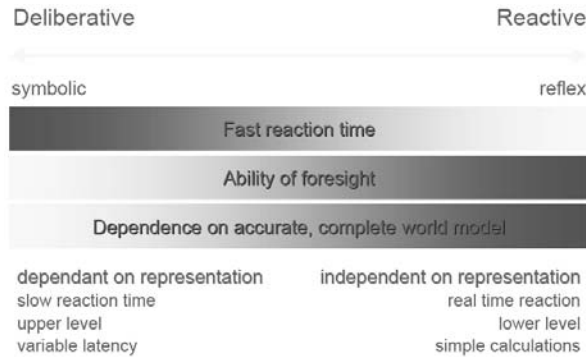 Deliberative Reactive
symbolic reflex
Fast reaction time
Ability of foresight
Dependence on accurate, complete world model
dependant on representation independent on representation
slow reaction time real time reaction
upper level lower level
variable latency simple calculations